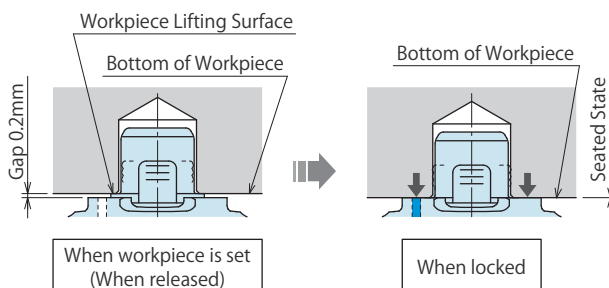 Workpiece Lifting Surface
Bottom of Workpiece
Gap 0.2mm
When workpiece is set
(When released)
Bottom of Workpiece
Seated State
When locked